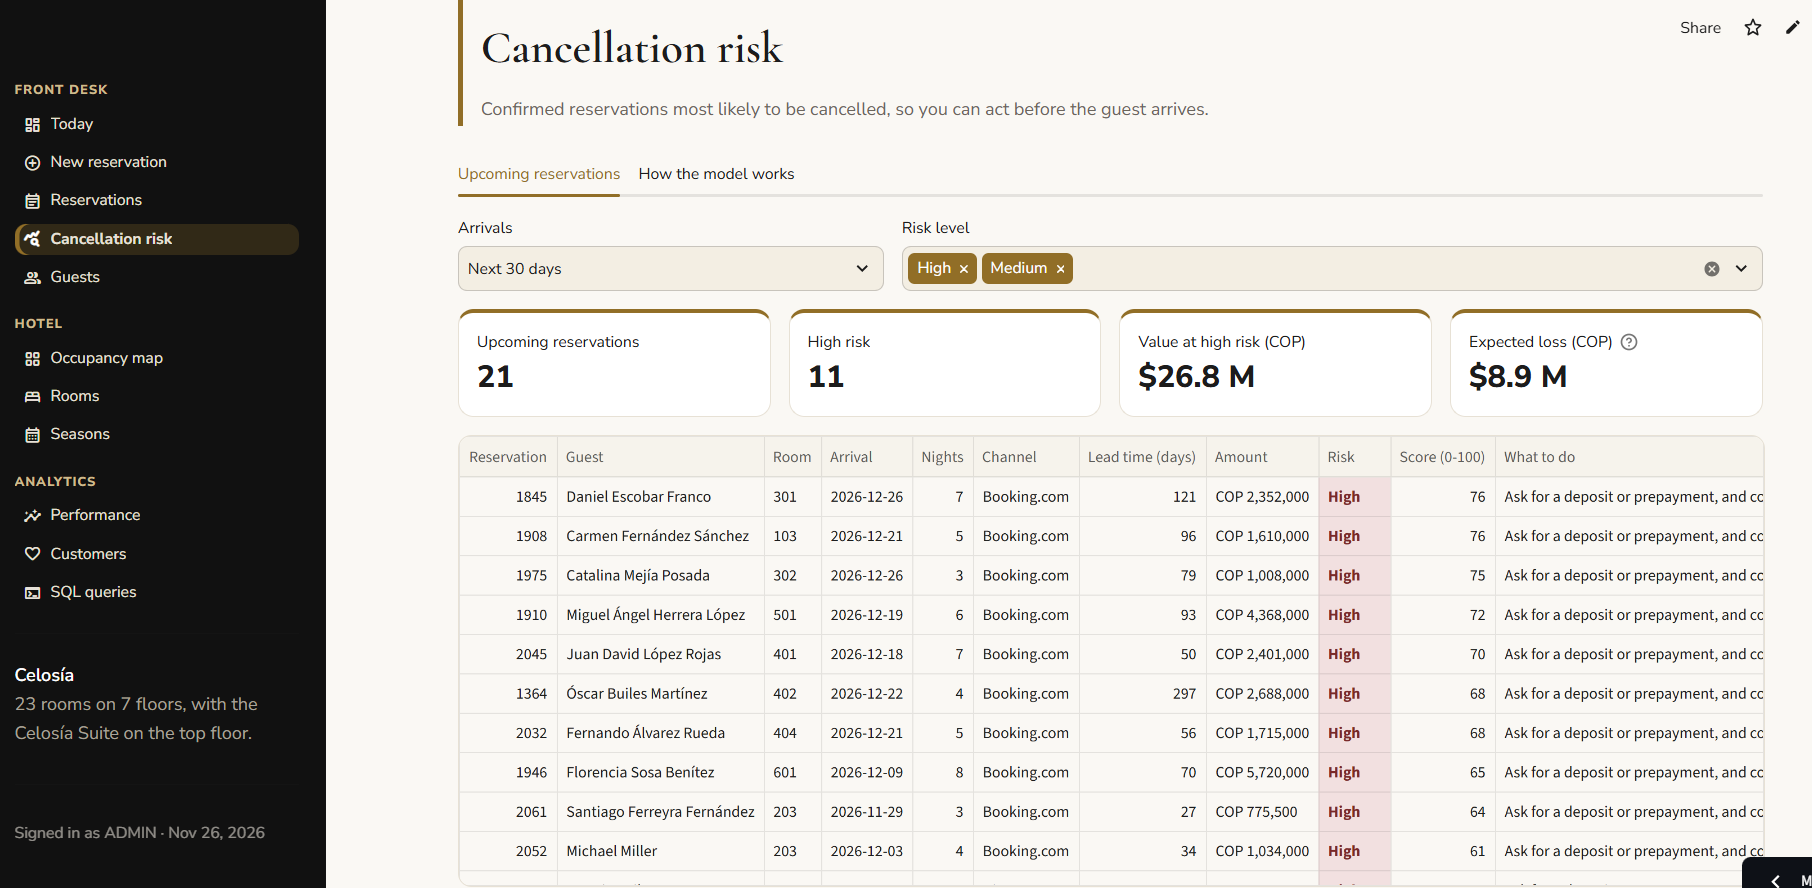 FRONT DESK
Today
New reservation
Reservations
Cancellation risk
Guests
HOTEL
Occupancy map
Rooms
Seasons
ANALYTICS
Performance
Customers
SQL queries
Celosía
23 rooms on 7 floors, with the
Celosía Suite on the top floor.
Signed in as ADMIN · Nov 26, 2026
Share
Cancellation risk
Confirmed reservations most likely to be cancelled, so you can act before the guest arrives.
Upcoming reservations How the model works
Arrivals Risk level
Next 30 days High Medium
Upcoming reservations High risk Value at high risk (COP) Expected loss (COP)
21 11 $26.8 M $8.9 M
Reservation Guest Room Arrival Nights Channel Lead time (days) Amount Risk Score (0-100) What to do
1845 Daniel Escobar Franco 301 2026-12-26 7 Booking.com 121 COP 2,352,000 High 76 Ask for a deposit or prepayment, and co
1908 Carmen Fernández Sánchez 103 2026-12-21 5 Booking.com 96 COP 1,610,000 High 76 Ask for a deposit or prepayment, and co
1975 Catalina Mejía Posada 302 2026-12-26 3 Booking.com 79 COP 1,008,000 High 75 Ask for a deposit or prepayment, and co
1910 Miguel Ángel Herrera López 501 2026-12-19 6 Booking.com 93 COP 4,368,000 High 72 Ask for a deposit or prepayment, and co
2045 Juan David López Rojas 401 2026-12-18 7 Booking.com 50 COP 2,401,000 High 70 Ask for a deposit or prepayment, and co
1364 Óscar Builes Martínez 402 2026-12-22 4 Booking.com 297 COP 2,688,000 High 68 Ask for a deposit or prepayment, and co
2032 Fernando Álvarez Rueda 404 2026-12-21 5 Booking.com 56 COP 1,715,000 High 68 Ask for a deposit or prepayment, and co
1946 Florencia Sosa Benítez 601 2026-12-09 8 Booking.com 70 COP 5,720,000 High 65 Ask for a deposit or prepayment, and co
2061 Santiago Ferreyra Fernández 203 2026-11-29 3 Booking.com 27 COP 775,500 High 64 Ask for a deposit or prepayment, and co
2052 Michael Miller 203 2026-12-03 4 Booking.com 34 COP 1,034,000 High 61 Ask for a deposit or prepayment, and co